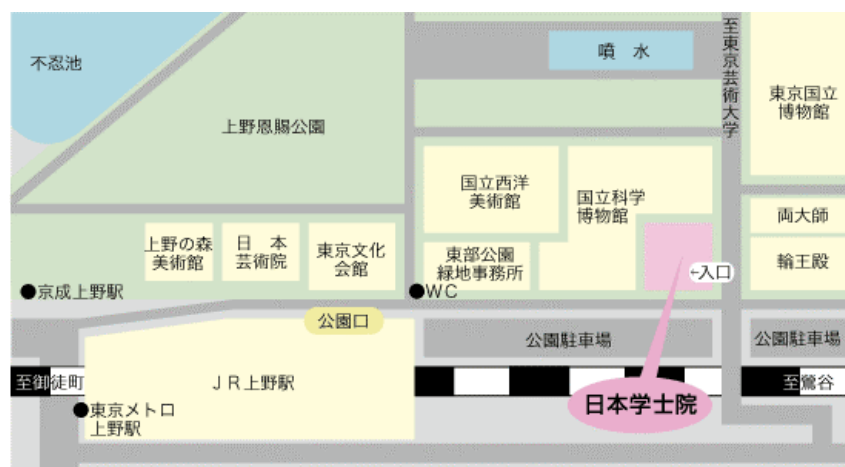 不忍池
上野恩賜公園
噴 水
至東京芸術大学
東京国立
博物館
国立西洋
美術館
国立科学
博物館
両大師
輪王殿
上野の森
美術館
日 本
芸術院
東京文化
会館
東部公園
緑地事務所
←入口
●京成上野駅
●WC
公園口
公園駐車場
公園駐車場
至御徒町
JR上野駅
至鶯谷
●東京メトロ
上野駅
日本学士院